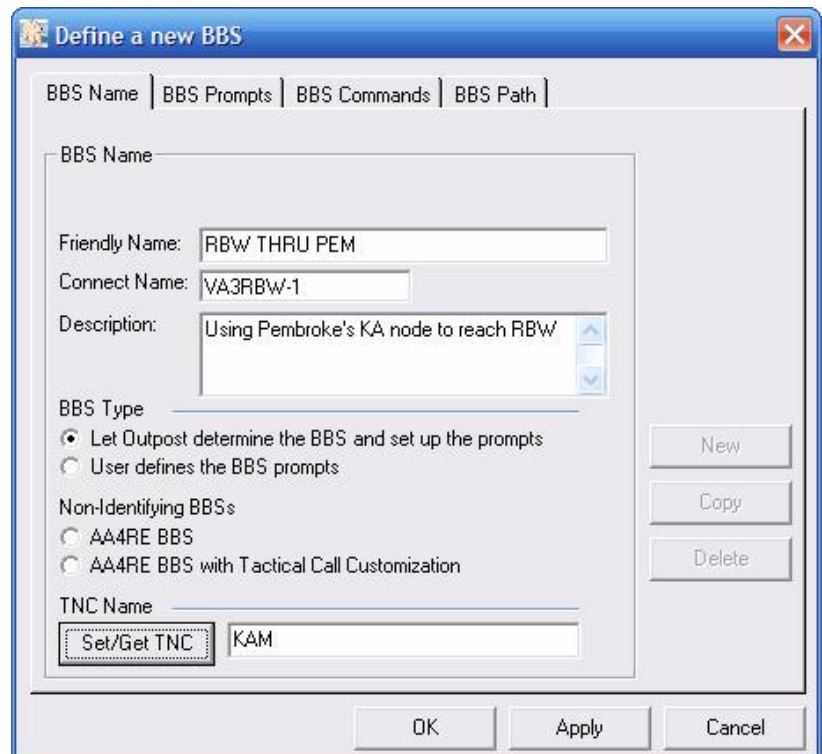 Define a new BBS
BBS Name BBS Prompts BBS Commands BBS Path
BBS Name
Friendly Name: RBW THRU PEM
Connect Name: VA3RBW-1
Description: Using Pembroke's KA node to reach RBW
BBS Type
Let Outpost determine the BBS and set up the prompts
User defines the BBS prompts
New
Non-Identifying BBSs
Copy
AA4RE BBS
AA4RE BBS with Tactical Call Customization
Delete
TNC Name
Set/Get TNC KAM
OK Apply Cancel